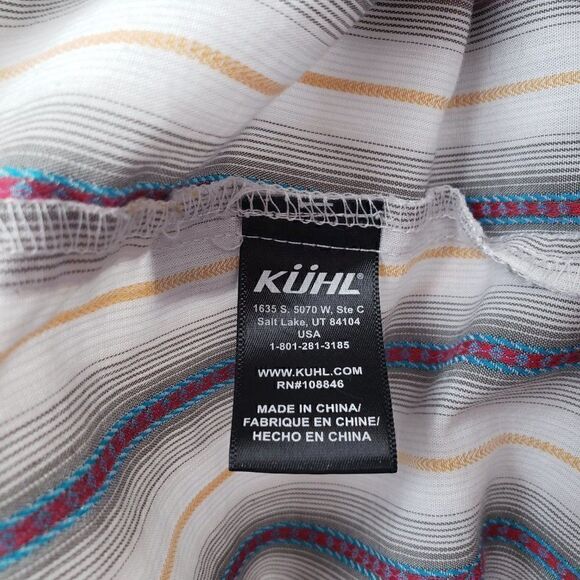 KÜHL®
1635 S. 5070 W, Ste C
Salt Lake, UT 84104
USA
1-801-281-3185
WWW.KUHL.COM
RN#108846
MADE IN CHINA/
FABRIQUE EN CHINE/
HECHO EN CHINA